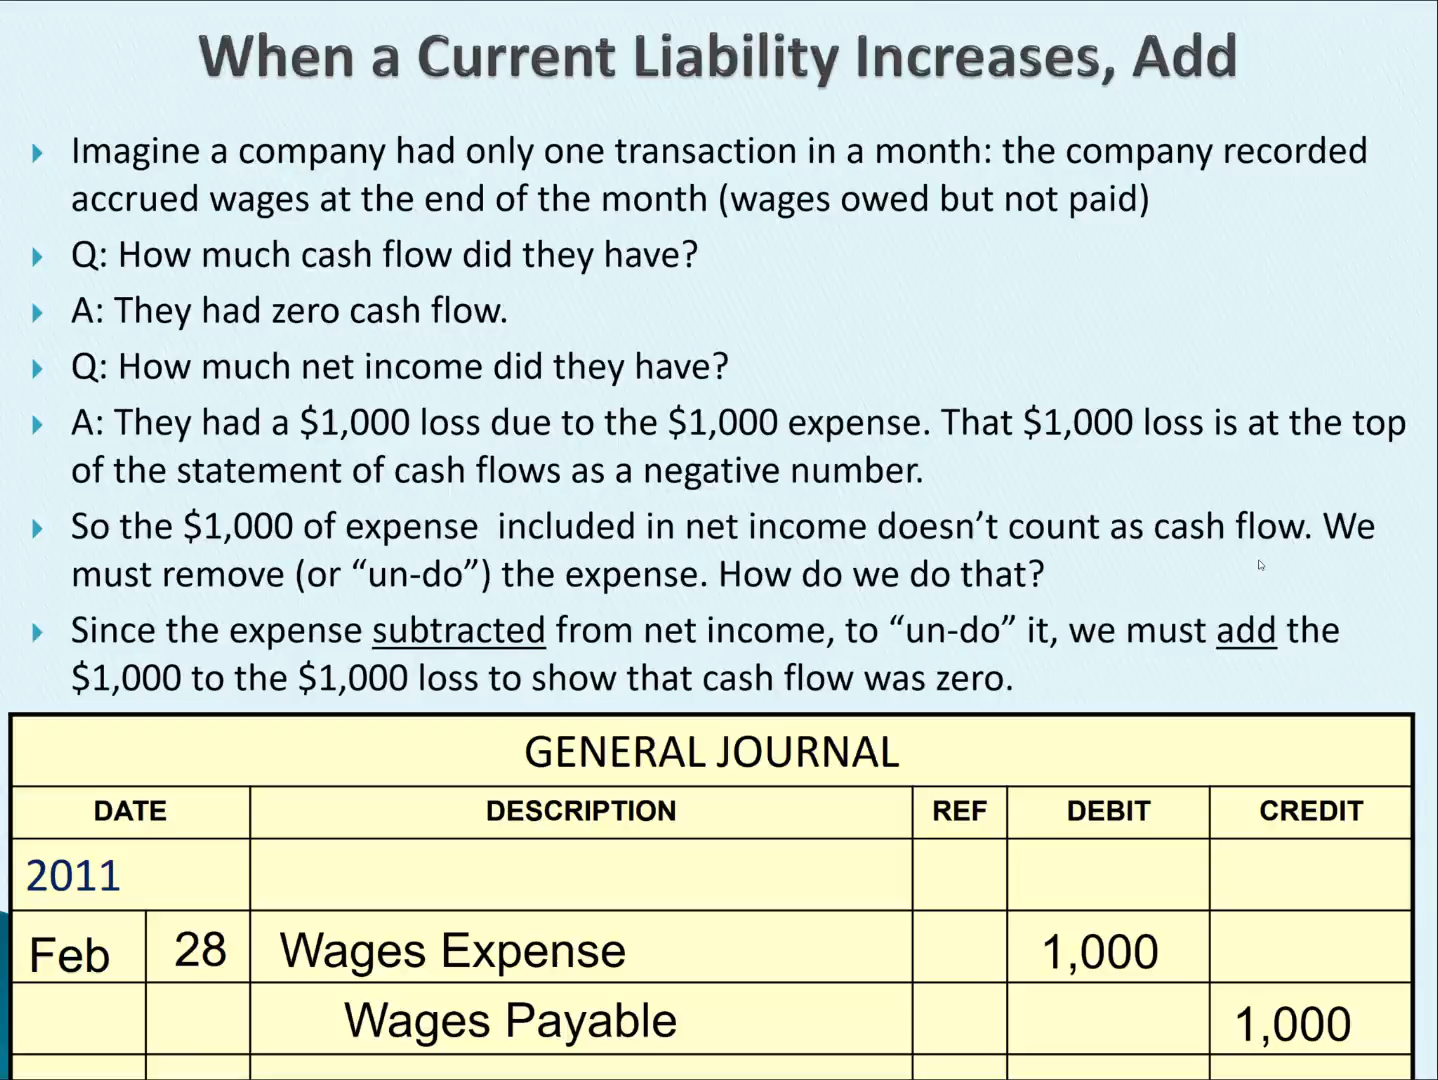 When a Current Liability Increases, Add
Imagine a company had only one transaction in a month: the company recorded
accrued wages at the end of the month (wages owed but not paid)
Q: How much cash flow did they have?
A: They had zero cash flow.
Q: How much net income did they have?
A: They had a $1,000 loss due to the $1,000 expense. That $1,000 loss is at the top
of the statement of cash flows as a negative number.
So the $1,000 of expense included in net income doesn’t count as cash flow. We
must remove (or “un-do”) the expense. How do we do that?
Since the expense subtracted from net income, to “un-do” it, we must add the
$1,000 to the $1,000 loss to show that cash flow was zero.
GENERAL JOURNAL
DATE DESCRIPTION REF DEBIT CREDIT
2011
Feb 28 Wages Expense 1,000
Wages Payable 1,000